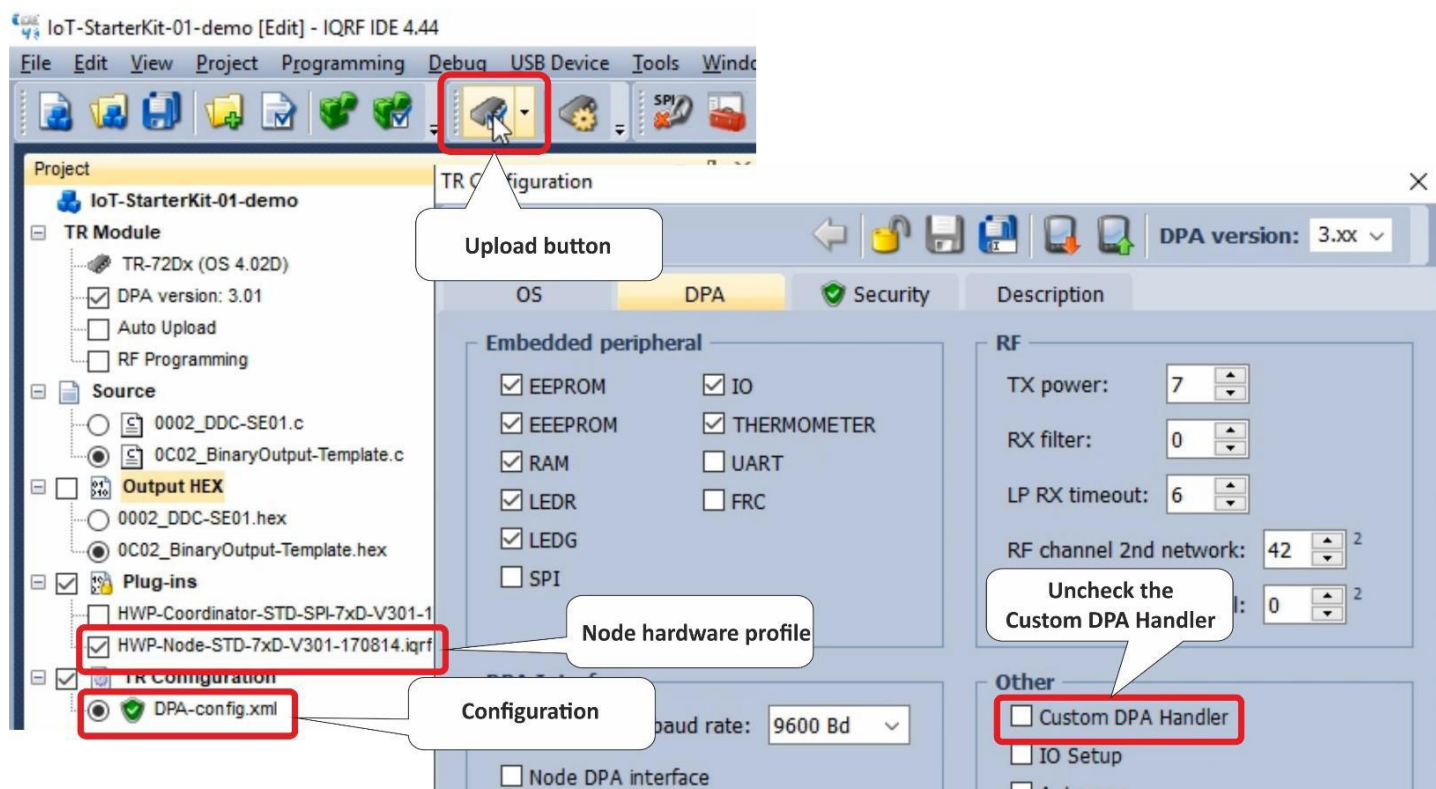 IoT-StarterKit-01-demo [Edit] - IQRF IDE 4.44
File Edit View Project Programming Debug USB Device Tools
SPI
Upload button
Project
IoT-StarterKit-01-demo
TR Module
TR-72Dx (OS 4.02D)
DPA version: 3.01
Auto Upload
RF Programming
Source
0002_DDC-SE01.c
0C02_BinaryOutput-Template.c
Output HEX
0002_DDC-SE01.hex
0C02_BinaryOutput-Template.hex
Plug-ins
HWP-Coordinator-STD-SPI-7xD-V301-1
HWP-Node-STD-7xD-V301-170814.iqrf
TR Configuration
DPA-config.xml
Node hardware profile
Configuration
TR
DPA version: 3.xx
OS DPA Security Description
Embedded peripheral
EEPROM IO
EEEPROM THERMOMETER
RAM UART
LEDR FRC
LEDG
SPI
baud rate: 9600 Bd
Node DPA interface
RF
TX power: 7
RX filter: 0
LP RX timeout: 6
RF channel 2nd network: 42 2
0 2
Uncheck the
Custom DPA Handler
Other
Custom DPA Handler
IO Setup